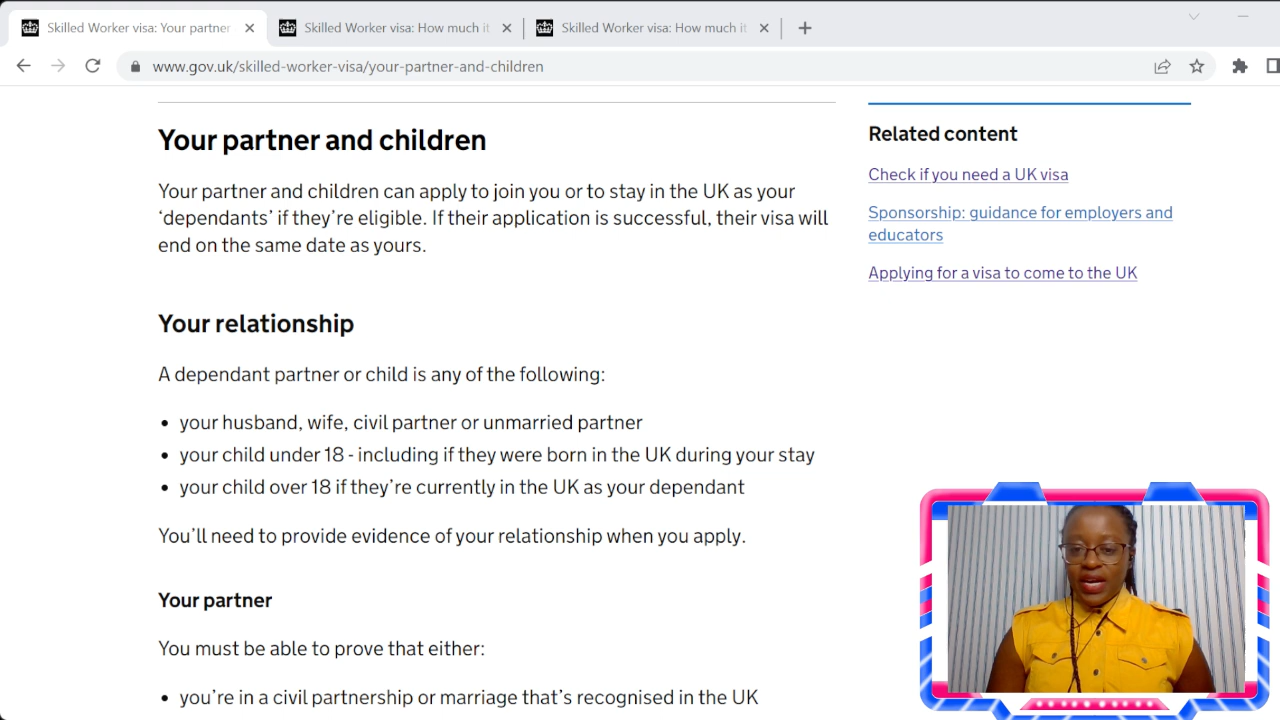 Skilled Worker visa: Your partner
Skilled Worker visa: How much it
Skilled Worker visa: How much it
www.gov.uk/skilled-worker-visa/your-partner-and-children
Your partner and children
Your partner and children can apply to join you or to stay in the UK as your
‘dependants’ if they’re eligible. If their application is successful, their visa will
end on the same date as yours.
Your relationship
A dependant partner or child is any of the following:
• your husband, wife, civil partner or unmarried partner
• your child under 18 - including if they were born in the UK during your stay
• your child over 18 if they’re currently in the UK as your dependant
You’ll need to provide evidence of your relationship when you apply.
Your partner
You must be able to prove that either:
• you’re in a civil partnership or marriage that’s recognised in the UK
Related content
Check if you need a UK visa
Sponsorship: guidance for employers and
educators
Applying for a visa to come to the UK